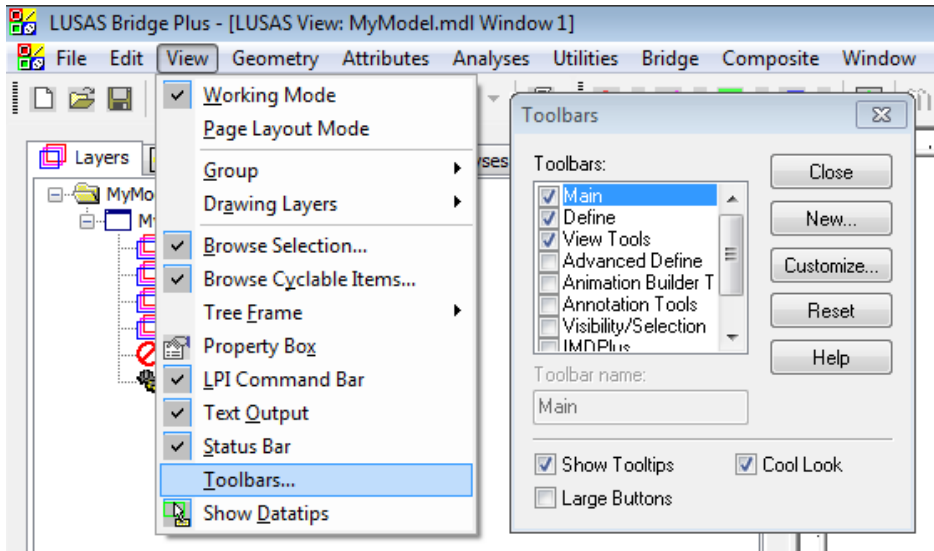 LUSAS Bridge Plus - [LUSAS View: MyModel.mdl Window 1]
File Edit View Geometry Attributes Analyses Utilities Bridge Composite Window
Layers
MyMo
Working Mode
Page Layout Mode
Group
Drawing Layers
Browse Selection...
Browse Cyclable Items...
Tree Frame
Property Box
LPI Command Bar
Text Output
Status Bar
Toolbars...
Show Datatips
Toolbars
Toolbars:
Main
Define
View Tools
Advanced Define
Animation Builder T
Annotation Tools
Visibility/Selection
IMDPlus
Close
New...
Customize...
Reset
Help
Toolbar name:
Main
Show Tooltips
Cool Look
Large Buttons